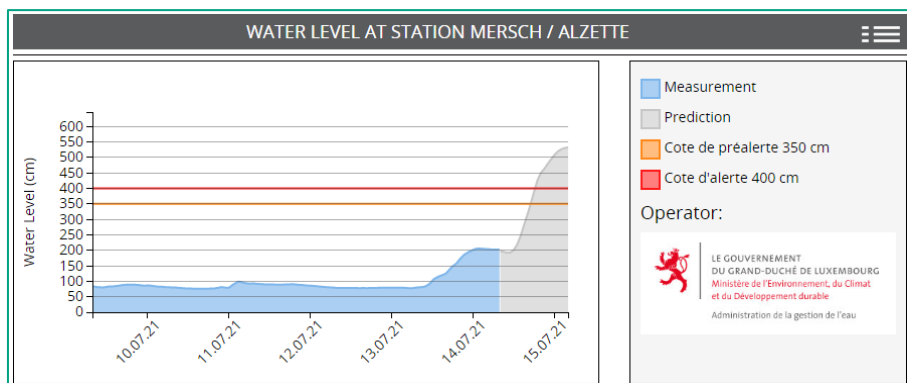 WATER LEVEL AT STATION MERSCH / ALZETTE
Water Level (cm)
600
550
500
450
400
350
300
250
200
150
100
50
0
10.07.21
11.07.21
12.07.21
13.07.21
14.07.21
15.07.21
Measurement
Prediction
Cote de préalerte 350 cm
Cote d'alerte 400 cm
Operator:
LE GOUVERNEMENT
DU GRAND-DUCHÉ DE LUXEMBOURG
Ministère de l'Environnement, du Climat
et du Développement durable
Administration de la gestion de l'eau